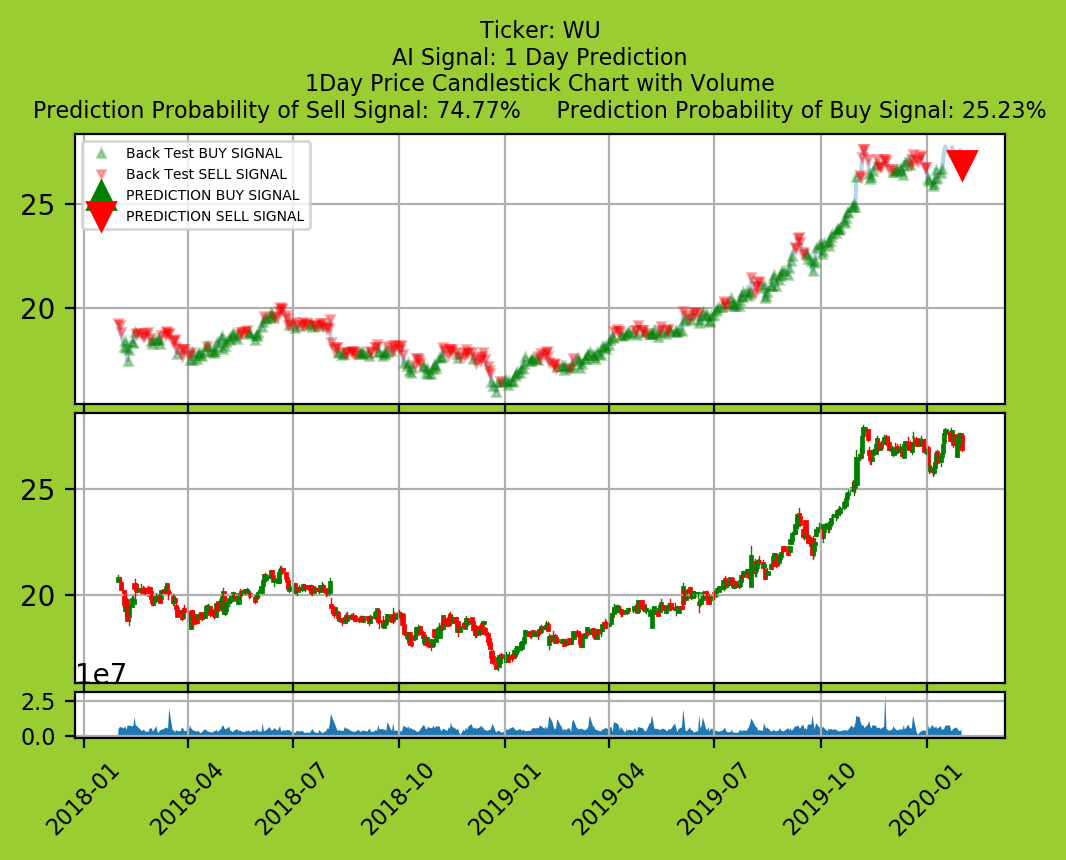 Ticker: WU
AI Signal: 1 Day Prediction
1Day Price Candlestick Chart with Volume
Prediction Probability of Sell Signal: 74.77% Prediction Probability of Buy Signal: 25.23%
Back Test BUY SIGNAL
Back Test SELL SIGNAL
PREDICTION BUY SIGNAL
PREDICTION SELL SIGNAL
25
20
25
20
1e7
2.5
0.0
2018-01
2018-04
2018-07
2018-10
2019-01
2019-04
2019-07
2019-10
2020-01